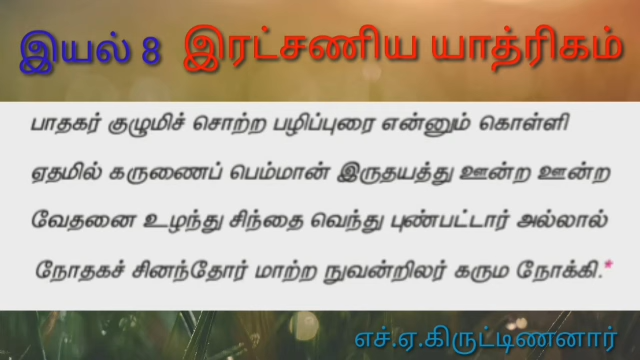 இயல் 8 இரட்சணிய யாத்ரிகம்
பாதகர் குழுமிச் சொற்ற பழிப்புரை என்னும் கொள்ளி
ஏதமில் கருணைப் பெம்மான் இருதயத்து ஊன்ற ஊன்ற
வேதனை உழந்து சிந்தை வெந்து புண்பட்டார் அல்லால்
நோதகச் சினந்தோர் மாற்ற நுவன்றிலர் கரும நோக்கி.*
எச்.ஏ.கிருட்டிணனார்